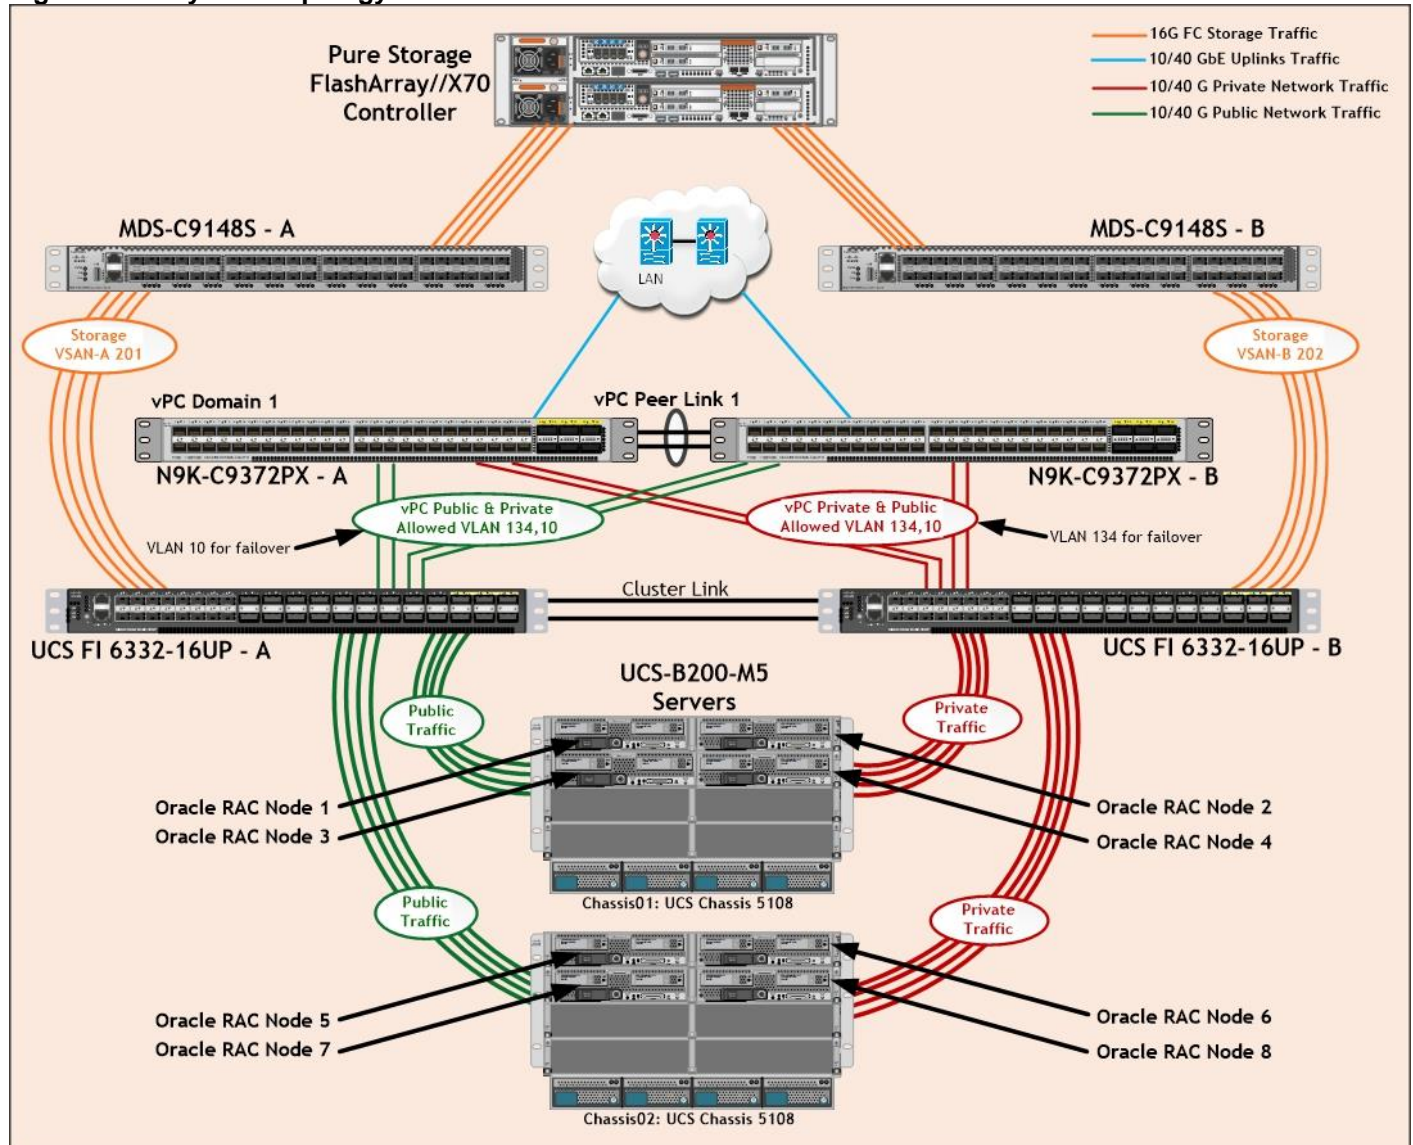 Pure Storage
FlashArray//X70
Controller
16G FC Storage Traffic
10/40 GbE Uplinks Traffic
10/40 G Private Network Traffic
10/40 G Public Network Traffic
MDS-C9148S - A
MDS-C9148S - B
LAN
Storage
VSAN-A 201
Storage
VSAN-B 202
vPC Domain 1
vPC Peer Link 1
N9K-C9372PX - A
N9K-C9372PX - B
vPC Public & Private
Allowed VLAN 134,10
vPC Private & Public
Allowed VLAN 134,10
VLAN 10 for failover
VLAN 134 for failover
Cluster Link
UCS FI 6332-16UP - A
UCS FI 6332-16UP - B
UCS-B200-M5
Servers
Public
Traffic
Private
Traffic
Oracle RAC Node 1
Oracle RAC Node 3
Oracle RAC Node 2
Oracle RAC Node 4
Chassis01: UCS Chassis 5108
Public
Traffic
Private
Traffic
Oracle RAC Node 5
Oracle RAC Node 7
Oracle RAC Node 6
Oracle RAC Node 8
Chassis02: UCS Chassis 5108